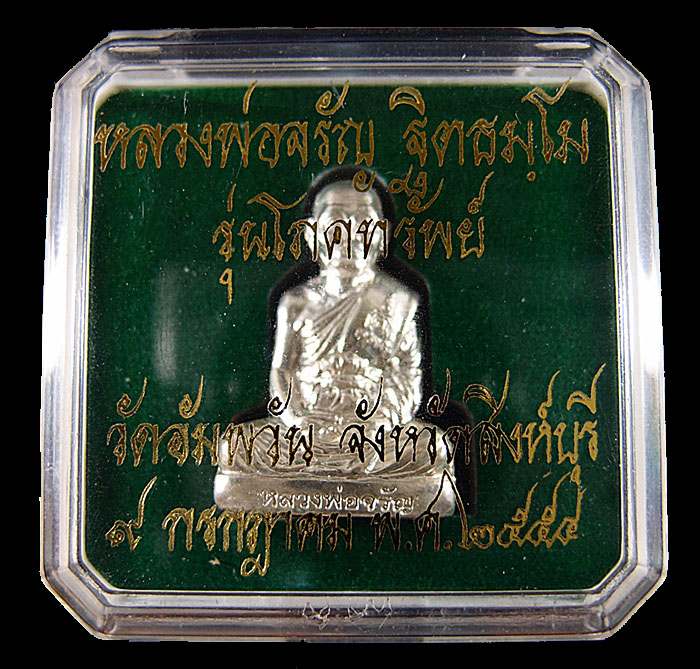 หลวงพ่อจรัญ ฐิตธมฺโม
รุ่นโภคทรัพย์
วัดอัมพวัน จังหวัดสิงห์บุรี
หลวงพ่อจรัญ
๙ กรกฎาคม พ.ศ.๒๕๕๔